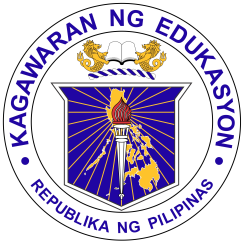 KAGAWARAN NG EDUKASYON
REPUBLIKA NG PILIPINAS